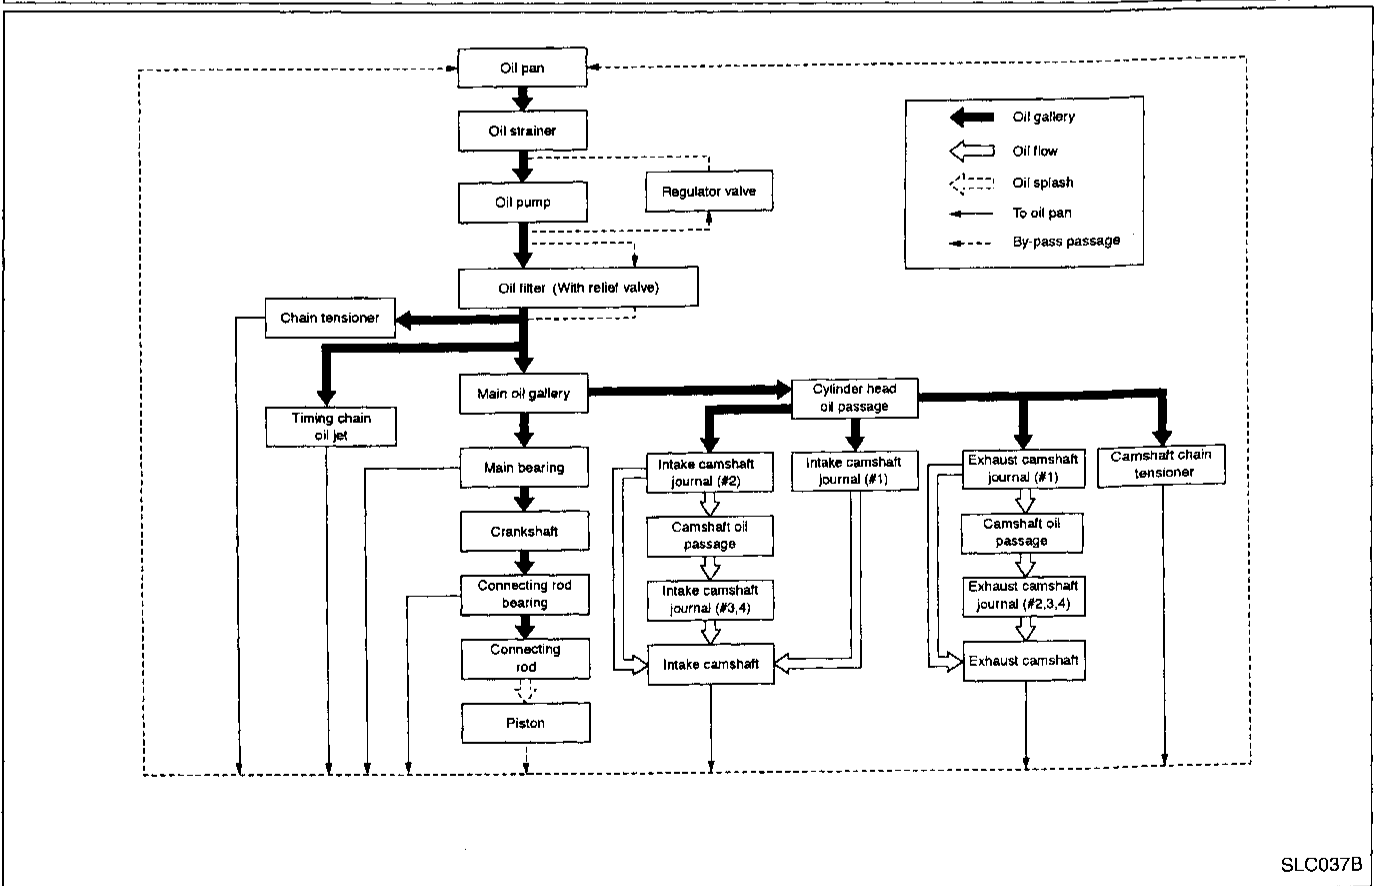 Oil pan
Oil strainer
Oil pump
Regulator valve
Oil filter (With relief valve)
Oil gallery
Oil flow
Oil splash
To oil pan
By-pass passage
Chain tensioner
Timing chain
oil jet
Main oil gallery
Cylinder head
oil passage
Main bearing
Intake camshaft
journal (#2)
Intake camshaft
journal (#1)
Exhaust camshaft
journal (#1)
Camshaft chain
tensioner
Crankshaft
Camshaft oil
passage
Camshaft oil
passage
Connecting rod
bearing
Intake camshaft
journal (#3,4)
Exhaust camshaft
journal (#2,3,4)
Connecting
rod
Intake camshaft
Exhaust camshaft
Piston
SLC037B